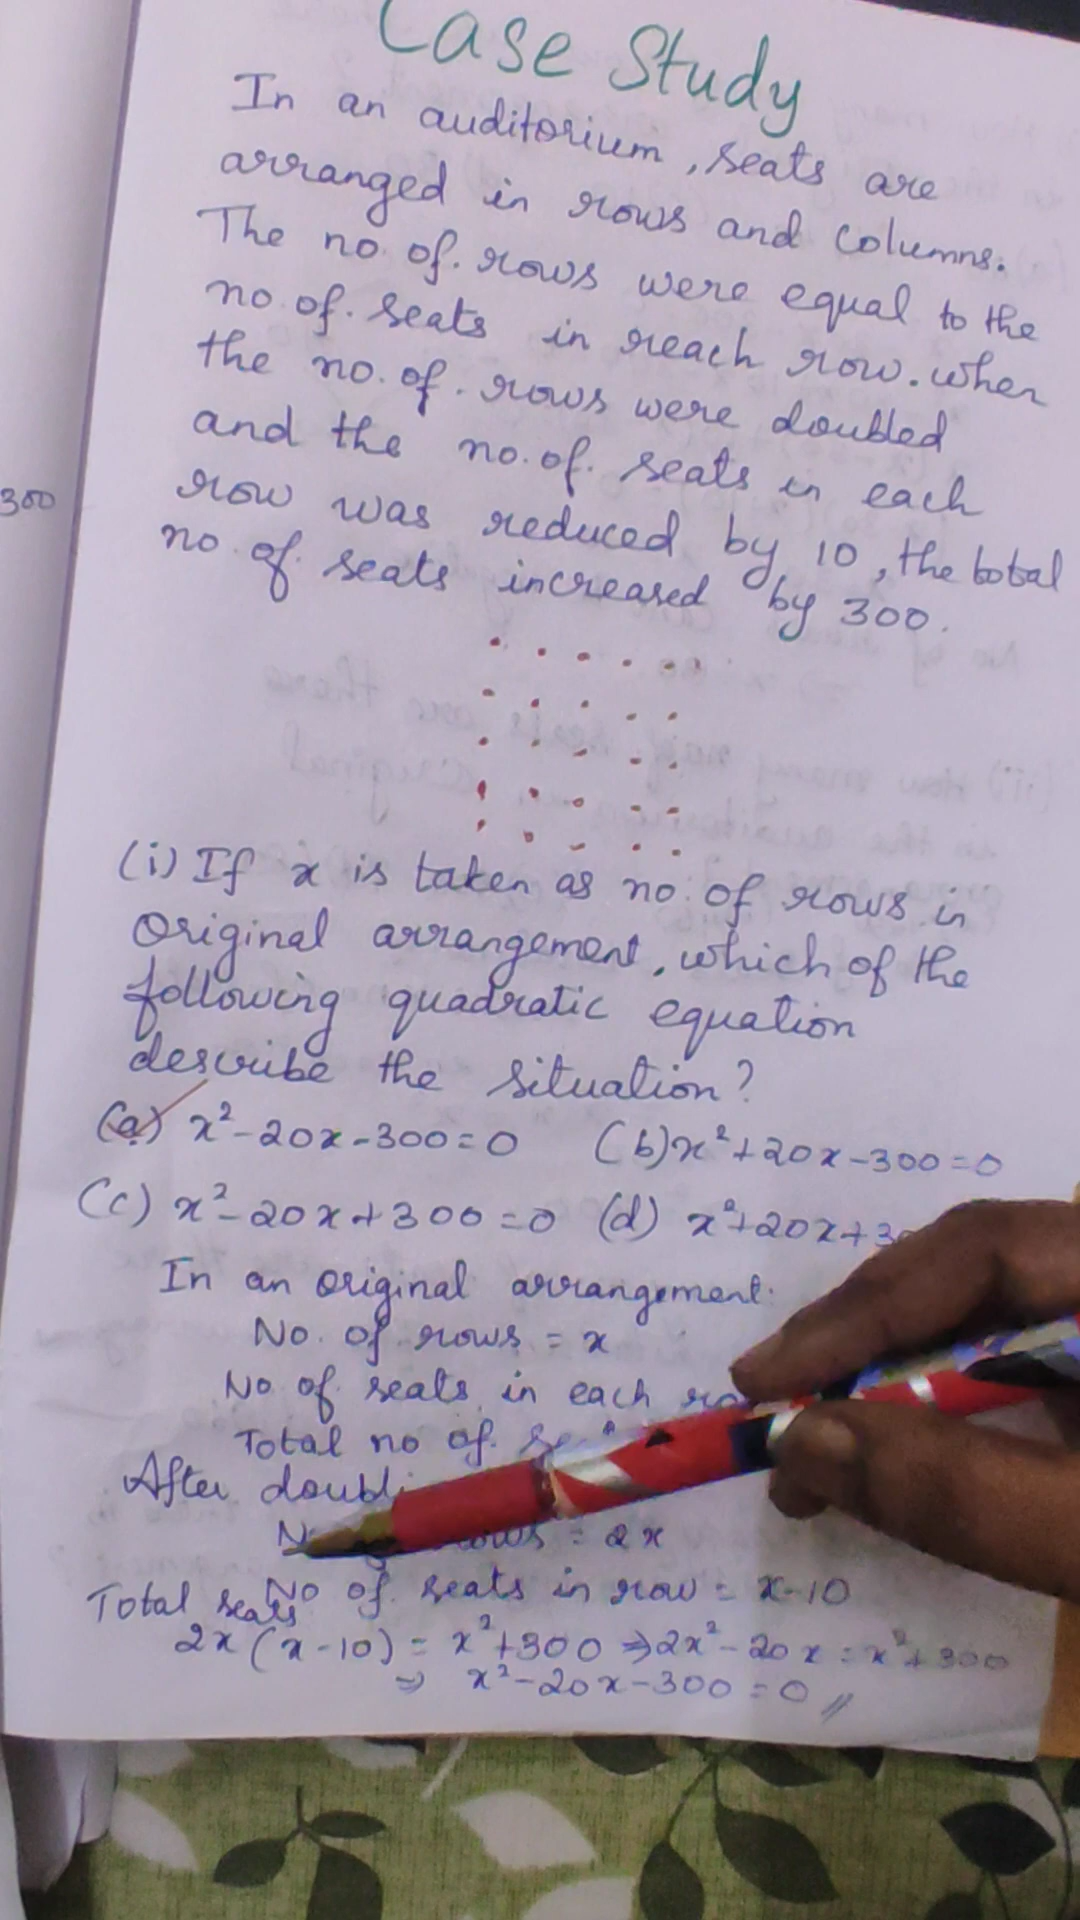 300
Case Study
In an auditorium, seats are
arranged in rows and columns.
The no. of. rows were equal to the
no. of. seats in each row. when
the no. of. rows were doubled
and the no. of. seats in each
row was reduced by 10, the total
no. of. seats increased by 300.
(i) If x is taken as no. of rows in
Original arrangement, which of the
following quadratic equation
describe the situation?
(a) x²-20x-300=0 (b) x²+20x-300=0
(c) x²-20x+300=0 (d) x²+20x+
In an original arrangement.
No. of. rows = x
No of seats in each
Total no of.
After
= 2x
No of. seats in row = x-10
Total seats
2x(x-10) = x²+300 ⇒ 2x²-20x = x²+300
⇒ x²-20x-300=0 //